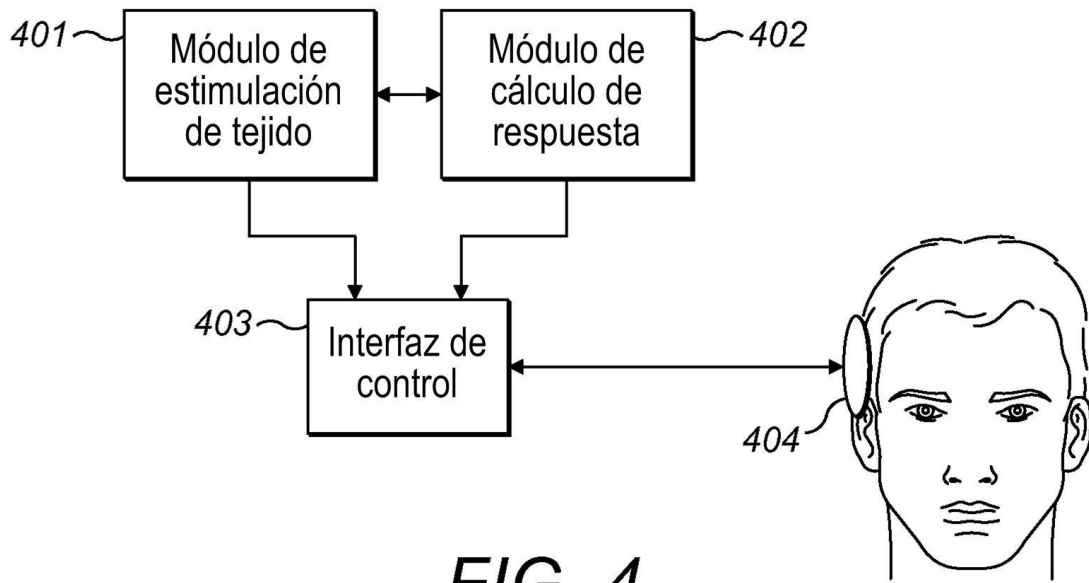 401
Módulo de
estimulación
de tejido
402
Módulo de
cálculo de
respuesta
403
Interfaz de
control
404
FIG. 4